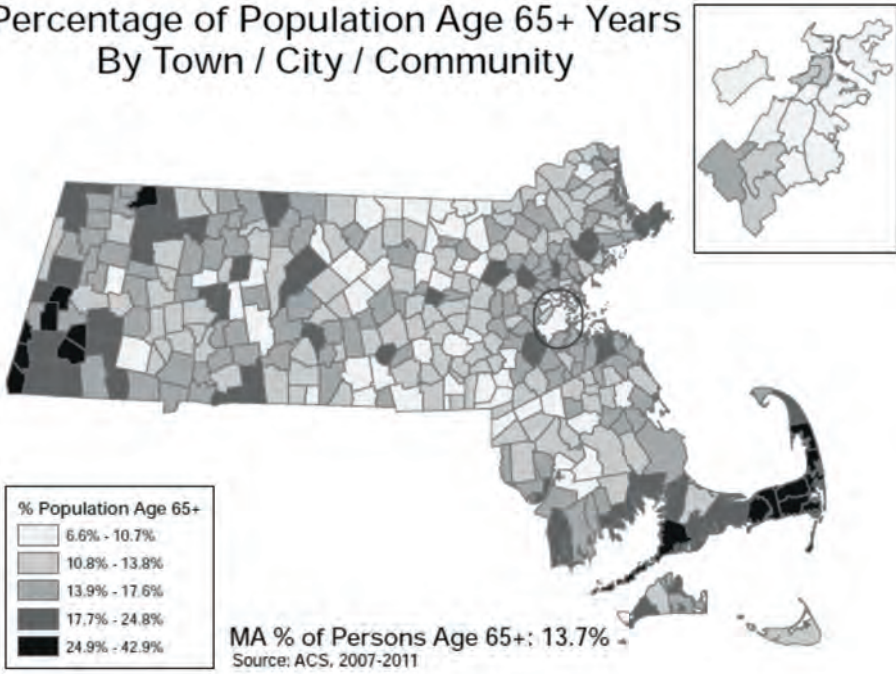 Percentage of Population Age 65+ Years
By Town / City / Community
% Population Age 65+
6.6% - 10.7%
10.8% - 13.8%
13.9% - 17.6%
17.7% - 24.8%
24.9% - 42.9%
MA % of Persons Age 65+: 13.7%
Source: ACS, 2007-2011